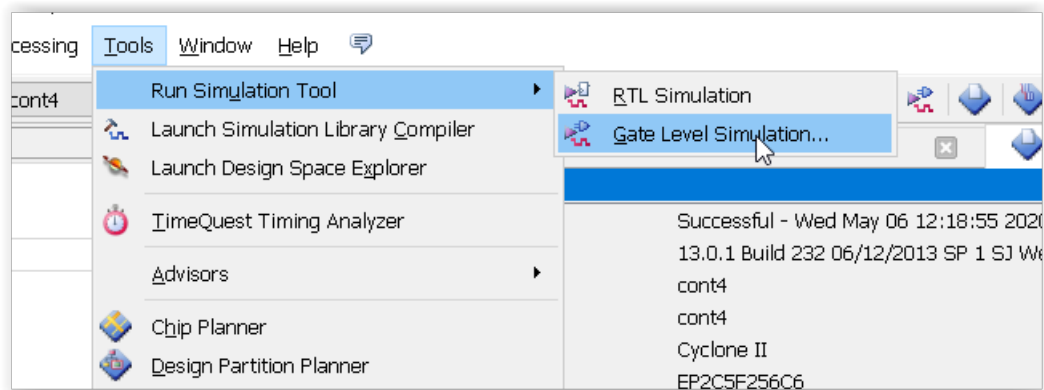 cessing Tools Window Help
cont4
Run Simulation Tool
RTL Simulation
Launch Simulation Library Compiler
Gate Level Simulation...
Launch Design Space Explorer
TimeQuest Timing Analyzer
Successful - Wed May 06 12:18:55 2020
13.0.1 Build 232 06/12/2013 SP 1 SJ We
Advisors
cont4
Chip Planner
cont4
Cyclone II
Design Partition Planner
EP2C5F256C6